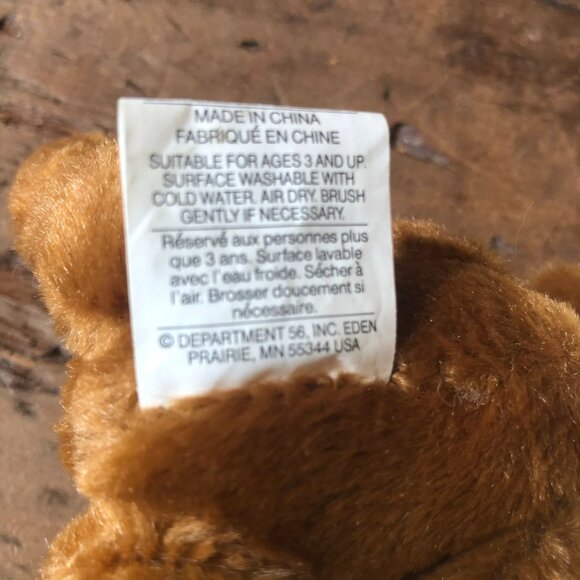 MADE IN CHINA
FABRIQUÉ EN CHINE
SUITABLE FOR AGES 3 AND UP.
SURFACE WASHABLE WITH
COLD WATER. AIR DRY. BRUSH
GENTLY IF NECESSARY.
Réservé aux personnes plus
que 3 ans. Surface lavable
avec l'eau froide. Sécher à
l'air. Brosser doucement si
nécessaire.
© DEPARTMENT 56, INC. EDEN
PRAIRIE, MN 55344 USA